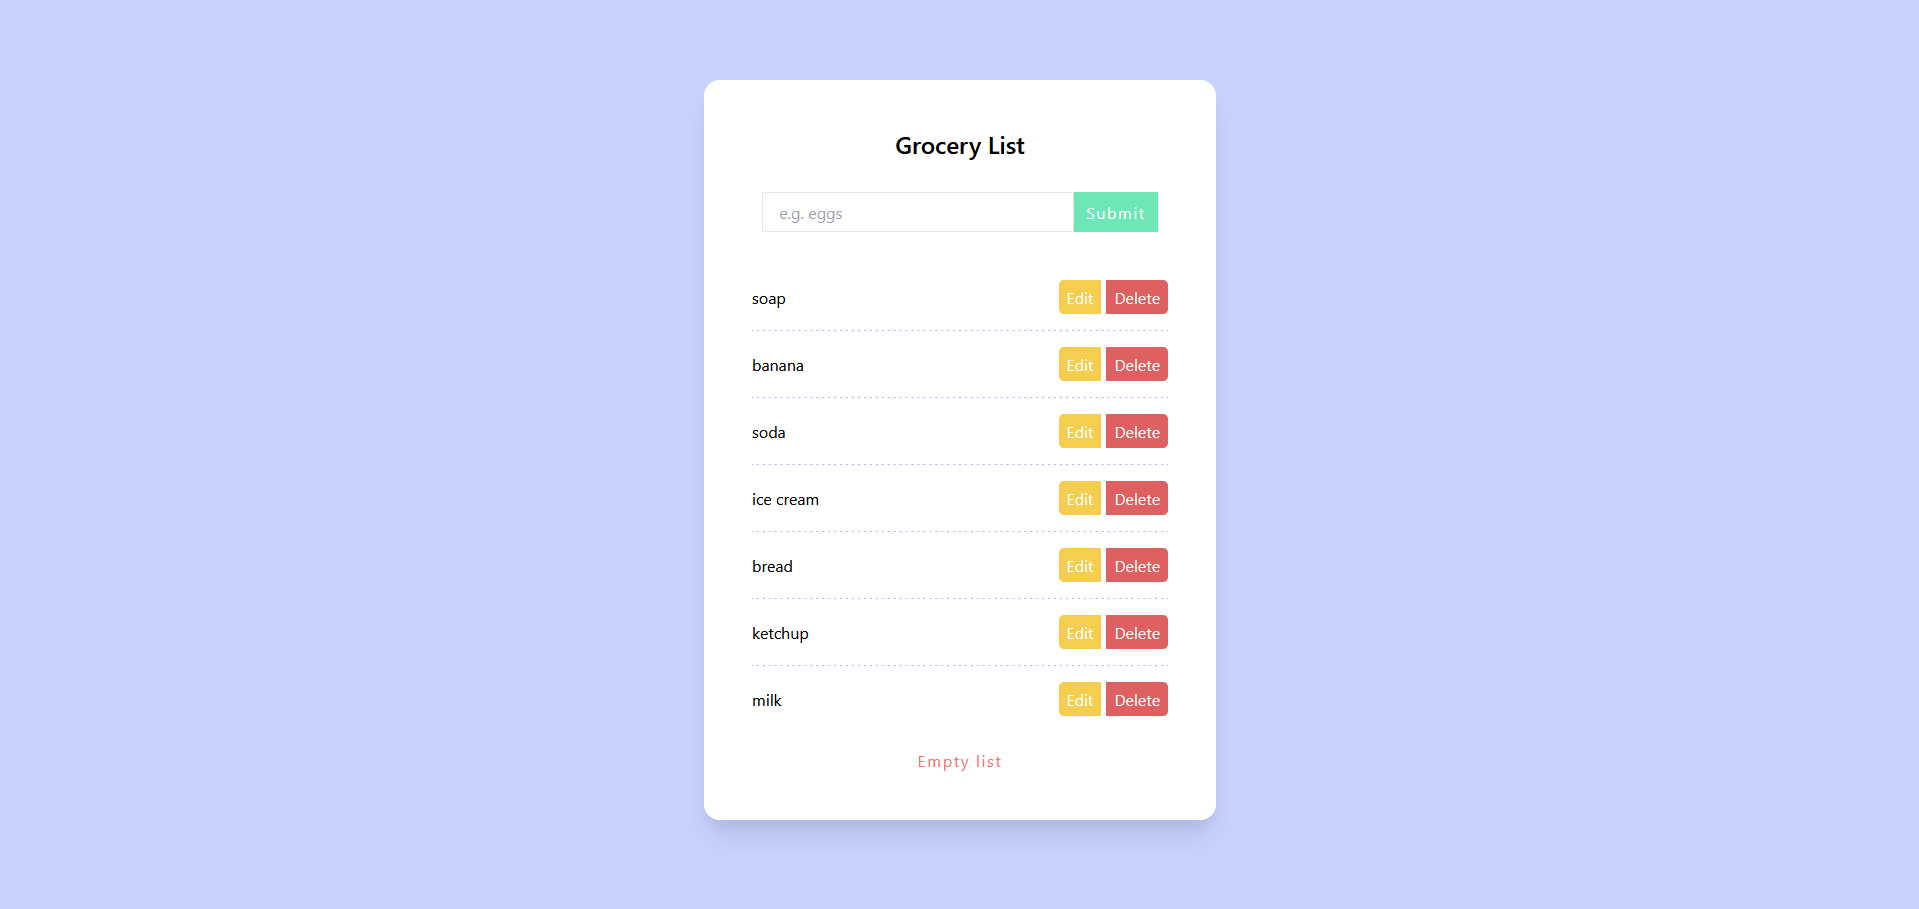 Grocery List
e.g. eggs Submit
soap Edit Delete
banana Edit Delete
soda Edit Delete
ice cream Edit Delete
bread Edit Delete
ketchup Edit Delete
milk Edit Delete
Empty list